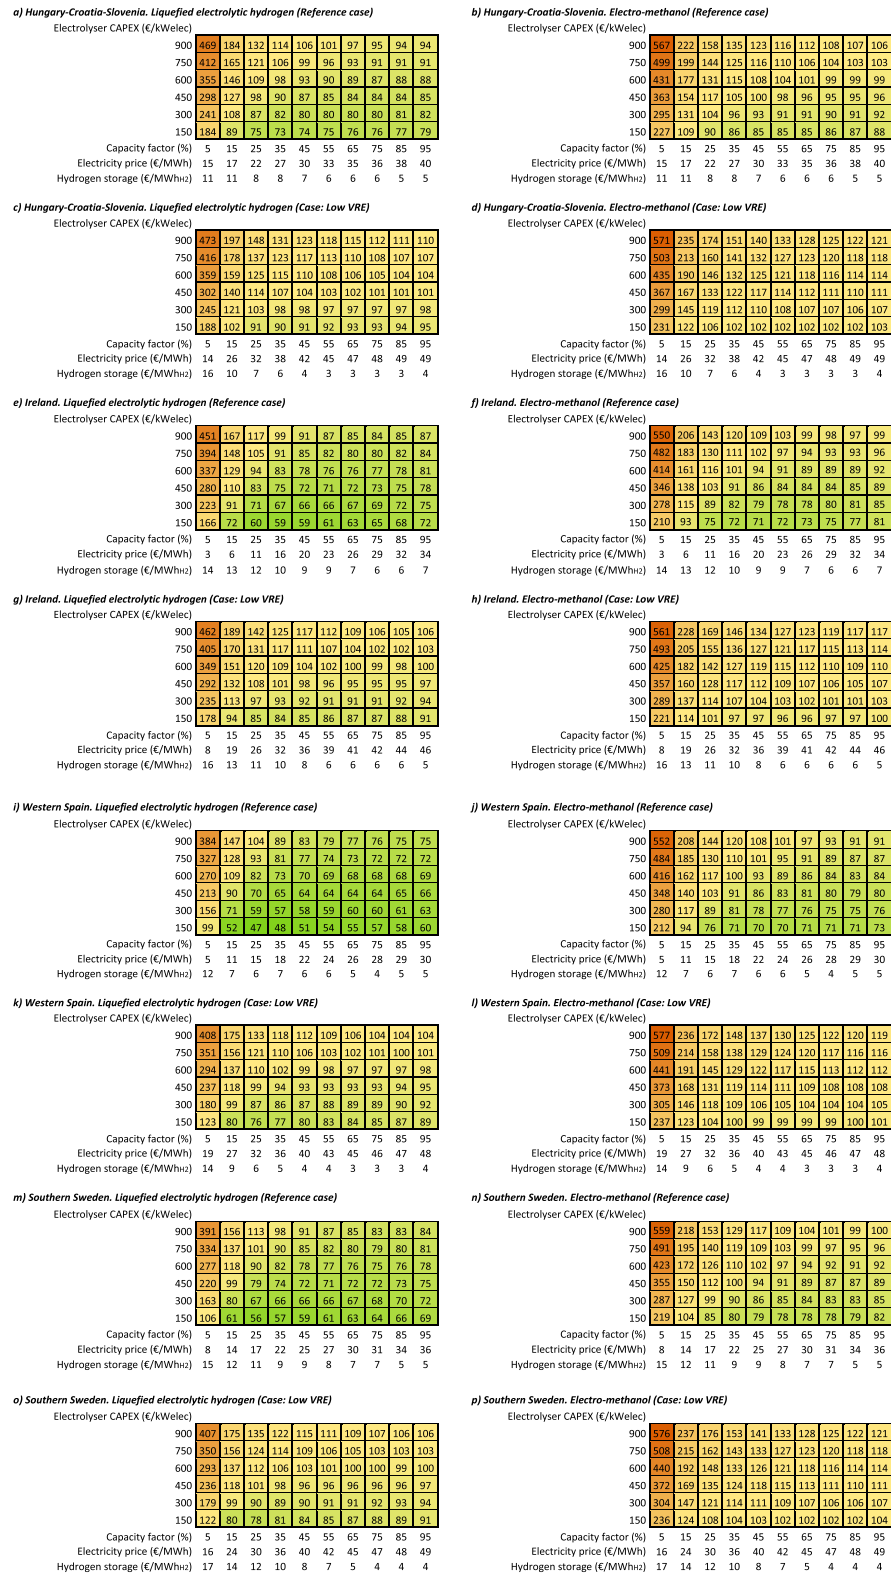 a) Hungary-Croatia-Slovenia. Liquefied electrolytic hydrogen (Reference case)
Electrolyser CAPEX (€/kWelec)
900 469 184 132 114 106 101 97 95 94 94
750 412 165 121 106 99 96 93 91 91 91
600 355 146 109 98 93 90 89 87 88 88
450 298 127 98 90 87 85 84 84 84 85
300 241 108 87 82 80 80 80 80 81 82
150 184 89 75 73 74 75 76 76 77 79
Capacity factor (%) 5 15 25 35 45 55 65 75 85 95
Electricity price (€/MWh) 15 17 22 27 30 33 35 36 38 40
Hydrogen storage (€/MWhH2) 11 11 8 8 7 6 6 6 5 5
b) Hungary-Croatia-Slovenia. Electro-methanol (Reference case)
Electrolyser CAPEX (€/kWelec)
900 567 222 158 135 123 116 112 108 107 106
750 499 199 144 125 115 110 106 104 103 103
600 431 177 131 115 108 104 101 99 99 99
450 363 154 117 105 100 98 96 95 95 96
300 295 131 104 96 93 91 91 90 91 92
150 227 109 90 86 85 85 85 86 87 88
Capacity factor (%) 5 15 25 35 45 55 65 75 85 95
Electricity price (€/MWh) 15 17 22 27 30 33 35 36 38 40
Hydrogen storage (€/MWhH2) 11 11 8 8 7 6 6 6 5 5
c) Hungary-Croatia-Slovenia. Liquefied electrolytic hydrogen (Case: Low VRE)
Electrolyser CAPEX (€/kWelec)
900 473 197 148 131 123 118 115 112 111 110
750 416 178 137 123 117 113 110 108 107 107
600 359 159 125 115 110 108 106 105 104 104
450 302 140 114 107 104 103 102 101 101 101
300 245 121 103 98 98 97 97 97 97 98
150 188 102 91 90 91 92 93 93 94 95
Capacity factor (%) 5 15 25 35 45 55 65 75 85 95
Electricity price (€/MWh) 14 26 32 38 42 45 47 48 49 49
Hydrogen storage (€/MWhH2) 16 10 7 6 4 3 3 3 3 4
d) Hungary-Croatia-Slovenia. Electro-methanol (Case: Low VRE)
Electrolyser CAPEX (€/kWelec)
900 571 235 174 151 140 133 128 125 122 121
750 503 213 160 141 132 127 123 120 118 118
600 435 190 146 132 125 121 118 116 114 114
450 367 167 133 122 117 114 112 111 110 111
300 299 145 119 112 110 108 107 107 106 107
150 231 122 106 102 102 102 102 102 102 103
Capacity factor (%) 5 15 25 35 45 55 65 75 85 95
Electricity price (€/MWh) 14 26 32 38 42 45 47 48 49 49
Hydrogen storage (€/MWhH2) 16 10 7 6 4 3 3 3 3 4
e) Ireland. Liquefied electrolytic hydrogen (Reference case)
Electrolyser CAPEX (€/kWelec)
900 451 167 117 99 91 87 85 84 85 87
750 394 148 105 91 85 82 80 80 82 84
600 337 129 94 83 78 76 76 77 78 81
450 280 110 83 75 72 71 72 73 75 78
300 223 91 71 67 66 66 67 69 72 75
150 166 72 60 59 59 61 63 65 68 72
Capacity factor (%) 5 15 25 35 45 55 65 75 85 95
Electricity price (€/MWh) 3 6 11 16 20 23 26 29 32 34
Hydrogen storage (€/MWhH2) 14 13 12 10 9 9 7 6 6 7
f) Ireland. Electro-methanol (Reference case)
Electrolyser CAPEX (€/kWelec)
900 550 206 143 120 109 103 99 98 97 99
750 482 183 130 111 102 97 94 93 93 96
600 414 161 116 101 94 91 89 89 89 92
450 346 138 103 91 86 84 84 84 85 89
300 278 115 89 82 79 78 78 80 81 85
150 210 93 75 72 71 72 73 75 77 81
Capacity factor (%) 5 15 25 35 45 55 65 75 85 95
Electricity price (€/MWh) 3 6 11 16 20 23 26 29 32 34
Hydrogen storage (€/MWhH2) 14 13 12 10 9 9 7 6 6 7
g) Ireland. Liquefied electrolytic hydrogen (Case: Low VRE)
Electrolyser CAPEX (€/kWelec)
900 462 189 142 125 117 112 109 106 105 106
750 405 170 131 117 111 107 104 102 102 103
600 349 151 120 109 104 102 100 99 98 100
450 292 132 108 101 98 96 95 95 95 97
300 235 113 97 93 92 91 91 91 92 94
150 178 94 85 84 85 86 87 87 88 91
Capacity factor (%) 5 15 25 35 45 55 65 75 85 95
Electricity price (€/MWh) 8 19 26 32 36 39 41 42 44 46
Hydrogen storage (€/MWhH2) 16 13 11 10 8 6 6 6 6 5
h) Ireland. Electro-methanol (Case: Low VRE)
Electrolyser CAPEX (€/kWelec)
900 561 228 169 146 134 127 123 119 117 117
750 493 205 155 136 127 121 117 115 113 114
600 425 182 142 127 119 115 112 110 109 110
450 357 160 128 117 112 109 107 106 105 107
300 289 137 114 107 104 103 102 101 101 103
150 221 114 101 97 97 96 96 97 97 100
Capacity factor (%) 5 15 25 35 45 55 65 75 85 95
Electricity price (€/MWh) 8 19 26 32 36 39 41 42 44 46
Hydrogen storage (€/MWhH2) 16 13 11 10 8 6 6 6 6 5
i) Western Spain. Liquefied electrolytic hydrogen (Reference case)
Electrolyser CAPEX (€/kWelec)
900 384 147 104 89 83 79 77 76 75 75
750 327 128 93 81 77 74 73 72 72 72
600 270 109 82 73 70 69 68 68 68 69
450 213 90 70 65 64 64 64 64 65 66
300 156 71 59 57 58 59 60 60 61 63
150 99 52 47 48 51 54 55 57 58 60
Capacity factor (%) 5 15 25 35 45 55 65 75 85 95
Electricity price (€/MWh) 5 11 15 18 22 24 26 28 29 30
Hydrogen storage (€/MWhH2) 12 7 6 7 6 6 5 4 5 5
j) Western Spain. Electro-methanol (Reference case)
Electrolyser CAPEX (€/kWelec)
900 552 208 144 120 108 101 97 93 91 91
750 484 185 130 110 101 95 91 89 87 87
600 416 162 117 100 93 89 86 84 83 84
450 348 140 103 91 86 83 81 80 79 80
300 280 117 89 81 78 77 76 75 75 76
150 212 94 76 71 70 70 71 71 71 73
Capacity factor (%) 5 15 25 35 45 55 65 75 85 95
Electricity price (€/MWh) 5 11 15 18 22 24 26 28 29 30
Hydrogen storage (€/MWhH2) 12 7 6 7 6 6 5 4 5 5
k) Western Spain. Liquefied electrolytic hydrogen (Case: Low VRE)
Electrolyser CAPEX (€/kWelec)
900 408 175 133 118 112 109 106 104 104 104
750 351 156 121 110 106 103 102 101 100 101
600 294 137 110 102 99 98 97 97 97 98
450 237 118 99 94 93 93 93 93 94 95
300 180 99 87 86 87 88 89 89 90 92
150 123 80 76 77 80 83 84 85 87 89
Capacity factor (%) 5 15 25 35 45 55 65 75 85 95
Electricity price (€/MWh) 19 27 32 36 40 43 45 46 47 48
Hydrogen storage (€/MWhH2) 14 9 6 5 4 4 3 3 3 4
l) Western Spain. Electro-methanol (Case: Low VRE)
Electrolyser CAPEX (€/kWelec)
900 577 236 172 148 137 130 125 122 120 119
750 509 214 158 138 129 124 120 117 116 116
600 441 191 145 129 122 117 115 113 112 112
450 373 168 131 119 114 111 109 108 108 108
300 305 146 118 109 106 105 104 104 104 105
150 237 123 104 100 99 99 99 99 100 101
Capacity factor (%) 5 15 25 35 45 55 65 75 85 95
Electricity price (€/MWh) 19 27 32 36 40 43 45 46 47 48
Hydrogen storage (€/MWhH2) 14 9 6 5 4 4 3 3 3 4
m) Southern Sweden. Liquefied electrolytic hydrogen (Reference case)
Electrolyser CAPEX (€/kWelec)
900 391 156 113 98 91 87 85 83 83 84
750 334 137 101 90 85 82 80 79 80 81
600 277 118 90 82 78 77 76 75 76 78
450 220 99 79 74 72 71 72 72 73 75
300 163 80 67 66 66 66 67 68 70 72
150 106 61 56 57 59 61 63 64 66 69
Capacity factor (%) 5 15 25 35 45 55 65 75 85 95
Electricity price (€/MWh) 8 14 17 22 25 27 30 31 34 36
Hydrogen storage (€/MWhH2) 15 12 11 9 9 8 7 7 5 5
n) Southern Sweden. Electro-methanol (Reference case)
Electrolyser CAPEX (€/kWelec)
900 559 218 153 129 117 109 104 101 99 100
750 491 195 140 119 109 103 99 97 95 96
600 423 172 126 110 102 97 94 92 91 92
450 355 150 112 100 94 91 89 87 87 89
300 287 127 99 90 86 85 84 83 83 85
150 219 104 85 80 79 78 78 78 79 82
Capacity factor (%) 5 15 25 35 45 55 65 75 85 95
Electricity price (€/MWh) 8 14 17 22 25 27 30 31 34 36
Hydrogen storage (€/MWhH2) 15 12 11 9 9 8 7 7 5 5
o) Southern Sweden. Liquefied electrolytic hydrogen (Case: Low VRE)
Electrolyser CAPEX (€/kWelec)
900 407 175 135 122 115 111 109 107 106 106
750 350 156 124 114 109 106 105 103 103 103
600 293 137 112 106 103 101 100 100 99 100
450 236 118 101 98 96 96 96 96 96 97
300 179 99 90 89 90 91 91 92 93 94
150 122 80 78 81 84 85 87 88 89 91
Capacity factor (%) 5 15 25 35 45 55 65 75 85 95
Electricity price (€/MWh) 16 24 30 36 40 42 45 47 48 49
Hydrogen storage (€/MWhH2) 17 14 12 10 8 7 5 4 4 4
p) Southern Sweden. Electro-methanol (Case: Low VRE)
Electrolyser CAPEX (€/kWelec)
900 576 237 176 153 141 133 128 125 122 121
750 508 215 162 143 133 127 123 120 118 118
600 440 192 148 133 126 121 118 116 114 114
450 372 169 135 124 118 115 113 111 110 111
300 304 147 121 114 111 109 107 106 106 107
150 236 124 108 104 103 102 102 102 102 104
Capacity factor (%) 5 15 25 35 45 55 65 75 85 95
Electricity price (€/MWh) 16 24 30 36 40 42 45 47 48 49
Hydrogen storage (€/MWhH2) 17 14 12 10 8 7 5 4 4 4